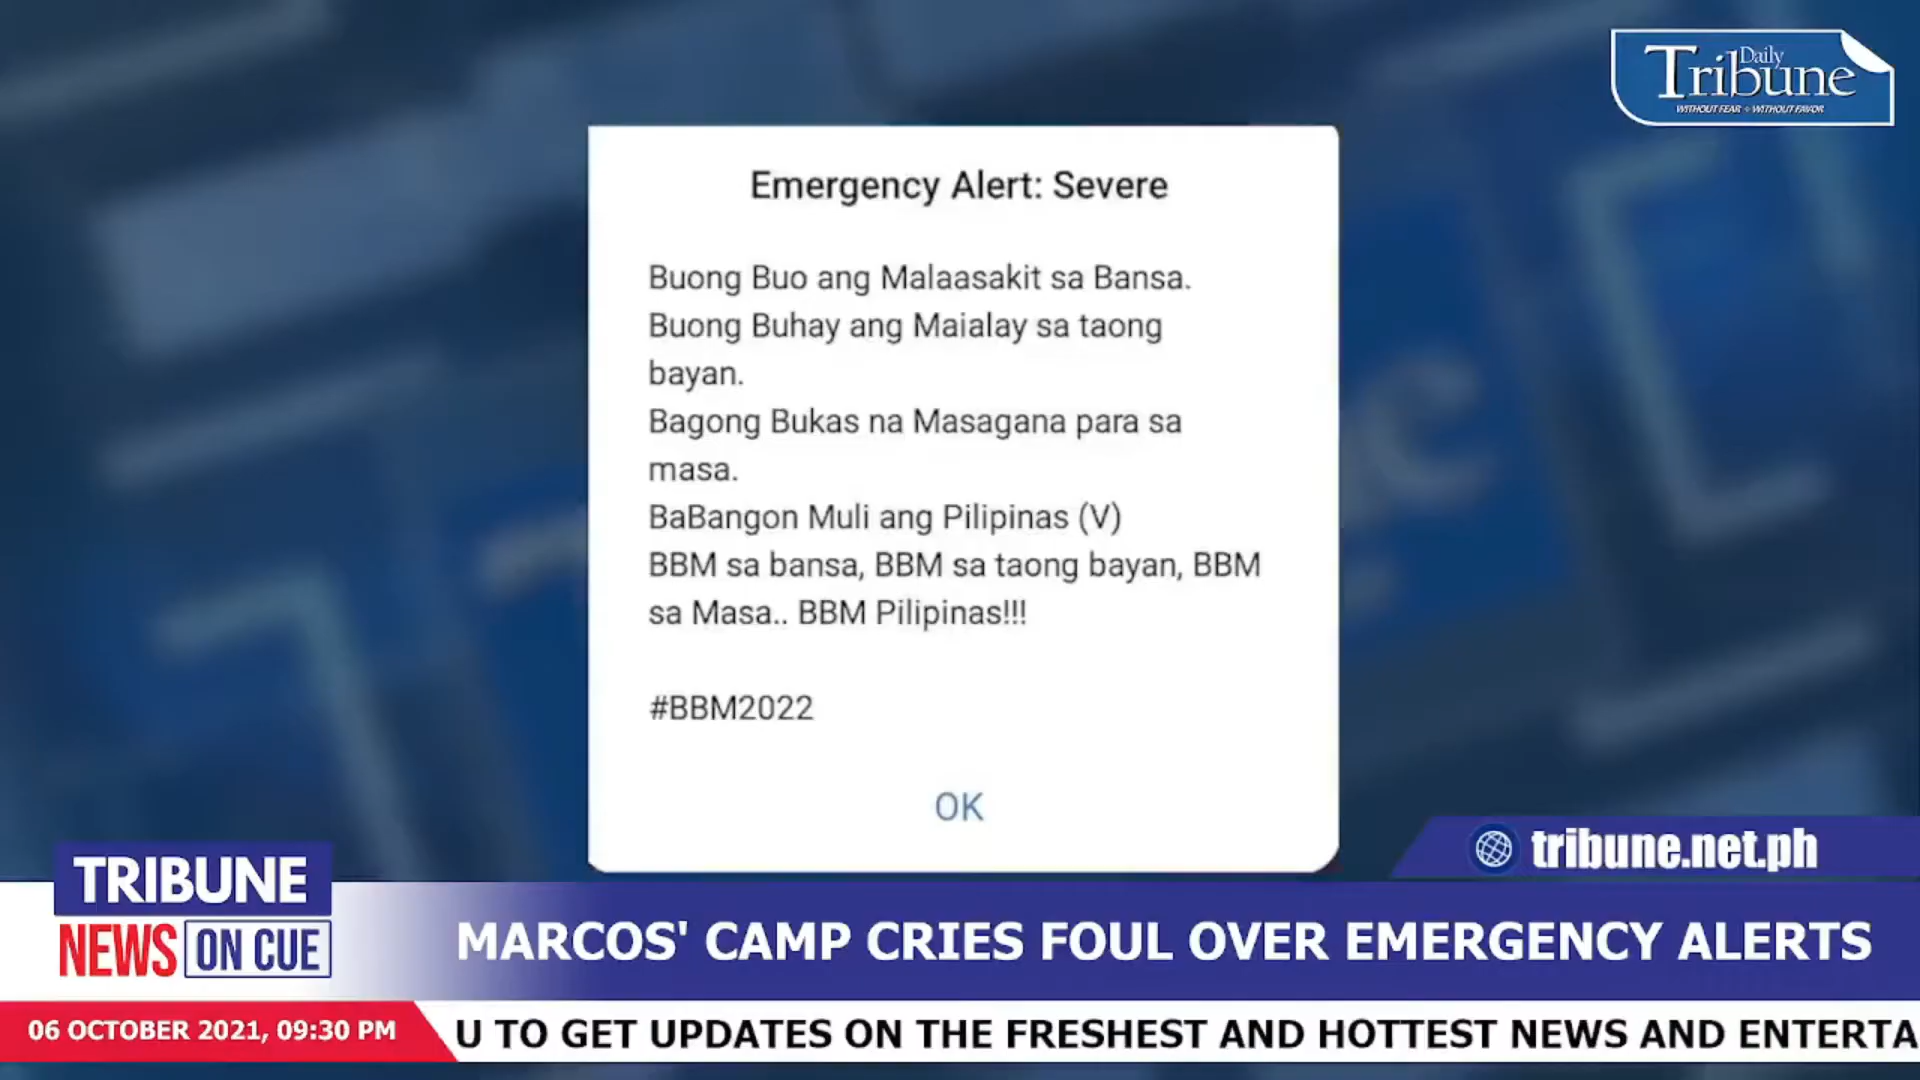 Daily
Tribune
WITHOUT FEAR WITHOUT FAVOR
Emergency Alert: Severe
Buong Buo ang Malaasakit sa Bansa.
Buong Buhay ang Maialay sa taong
bayan.
Bagong Bukas na Masagana para sa
masa.
BaBangon Muli ang Pilipinas (V)
BBM sa bansa, BBM sa taong bayan, BBM
sa Masa.. BBM Pilipinas!!!
#BBM2022
OK
tribune.net.ph
TRIBUNE
NEWS ON CUE
MARCOS' CAMP CRIES FOUL OVER EMERGENCY ALERTS
06 OCTOBER 2021, 09:30 PM
U TO GET UPDATES ON THE FRESHEST AND HOTTEST NEWS AND ENTERTA